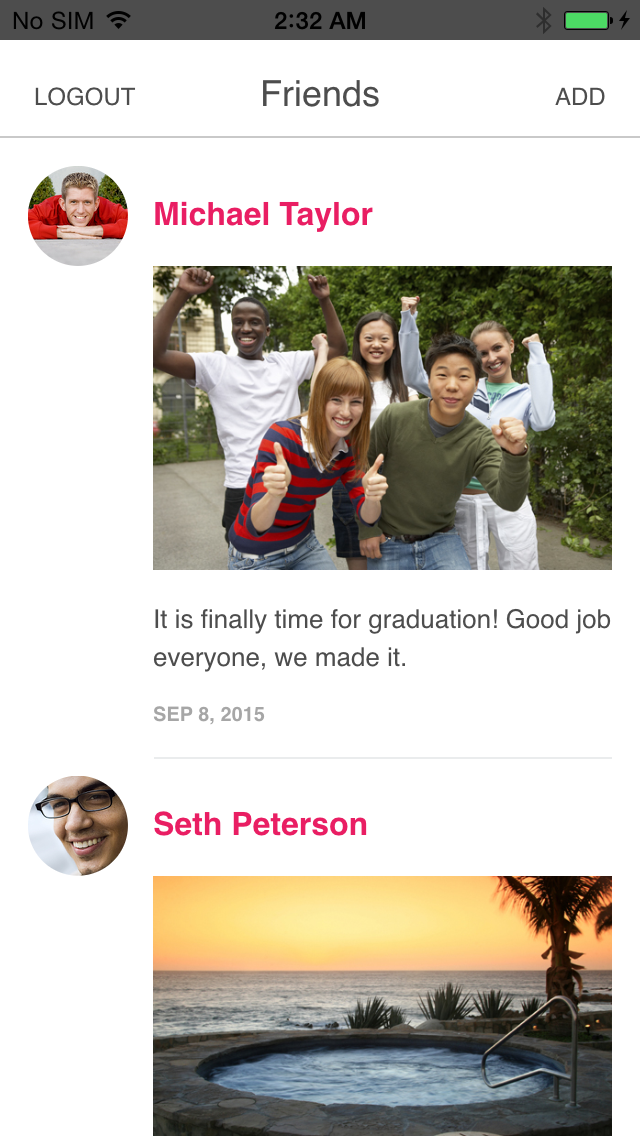 No SIM 2:32 AM
LOGOUT Friends ADD
Michael Taylor
It is finally time for graduation! Good job
everyone, we made it.
SEP 8, 2015
Seth Peterson